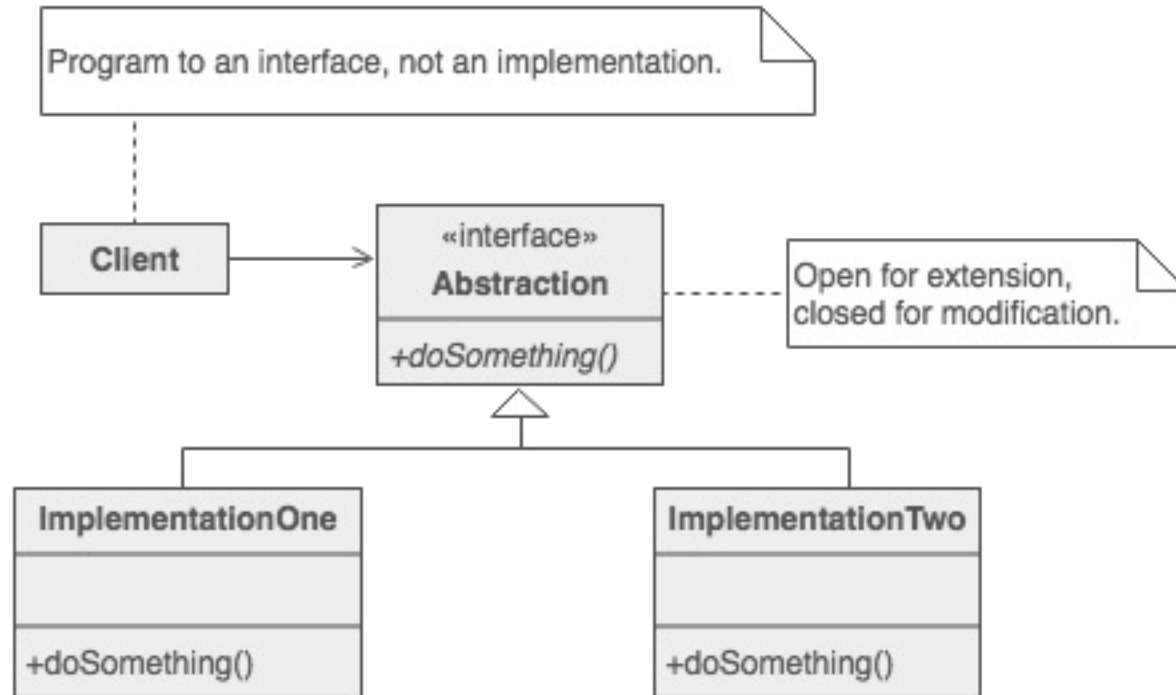 Program to an interface, not an implementation.
Client
«interface»
Abstraction
+doSomething()
Open for extension,
closed for modification.
ImplementationOne
+doSomething()
ImplementationTwo
+doSomething()